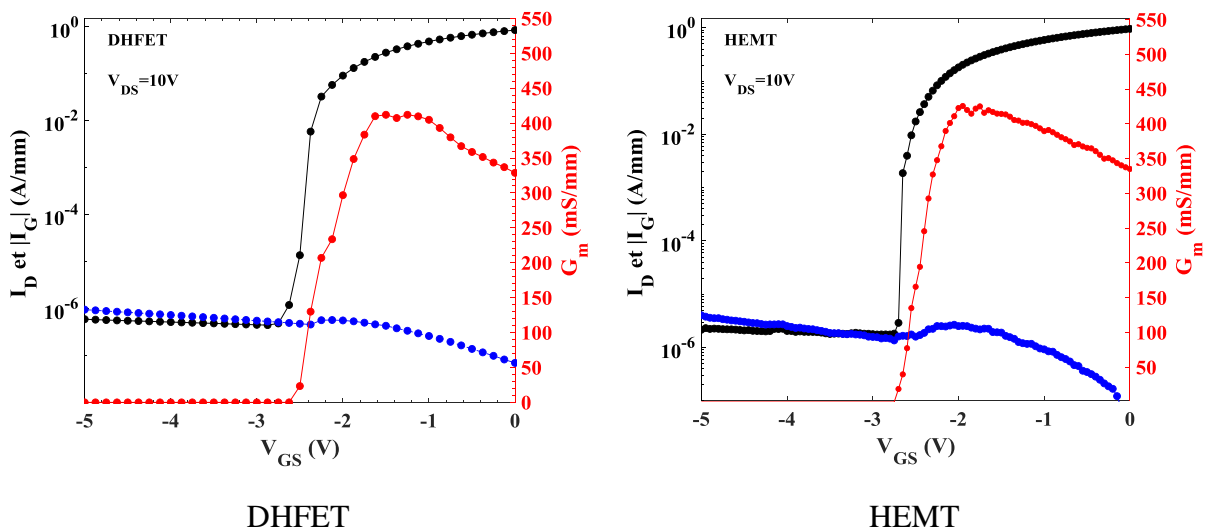 DHFET
V_DS=10V
I_D et |I_G| (A/mm)
10^0
10^-2
10^-4
10^-6
550
500
450
400
350
300
250
200
150
100
50
0
G_m (mS/mm)
-5 -4 -3 -2 -1 0
V_GS (V)
DHFET
HEMT
V_DS=10V
I_D et |I_G| (A/mm)
10^0
10^-2
10^-4
10^-6
550
500
450
400
350
300
250
200
150
100
50
0
G_m (mS/mm)
-5 -4 -3 -2 -1 0
V_GS (V)
HEMT